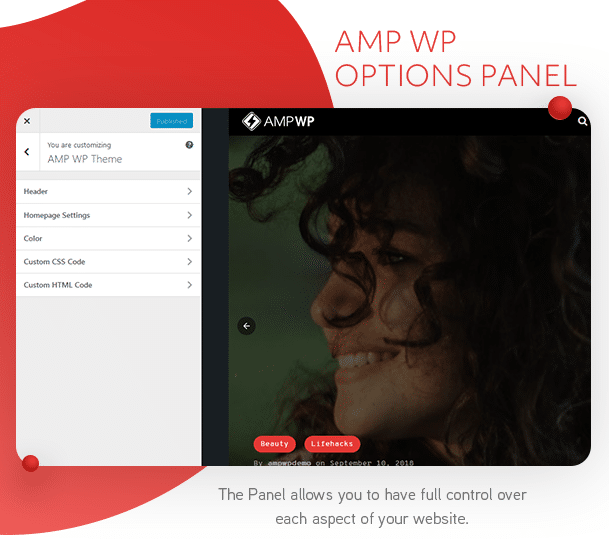 AMP WP
OPTIONS PANEL
Published
AMPWP
You are customizing
AMP WP Theme
Header
Homepage Settings
Color
Custom CSS Code
Custom HTML Code
Beauty Lifehacks
By ampwpdemo on September 10, 2018
The Panel allows you to have full control over
each aspect of your website.